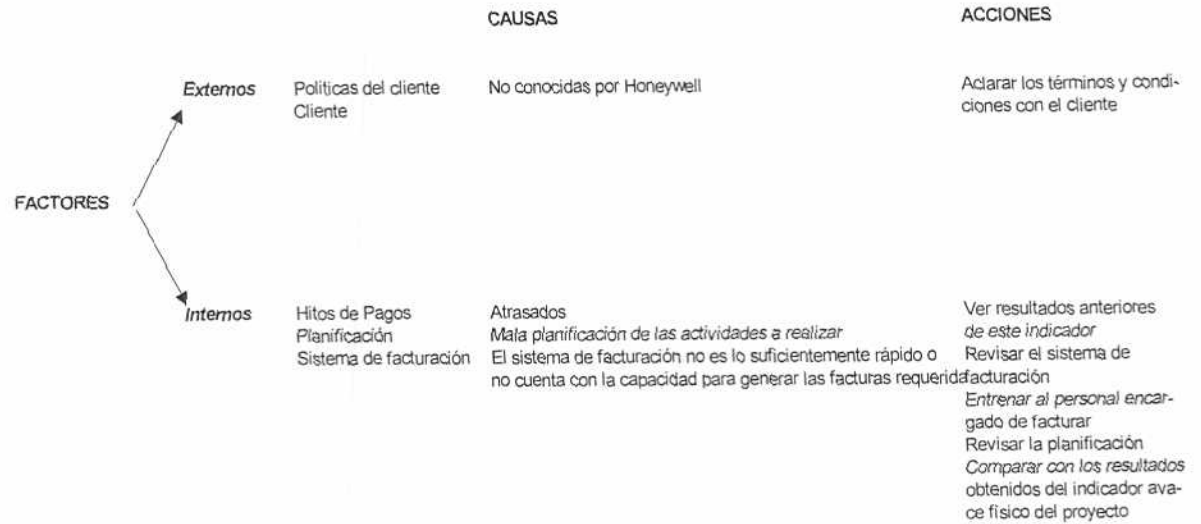 CAUSAS
ACCIONES
Externos
Políticas del cliente
Cliente
No conocidas por Honeywell
Aclarar los términos y condi-
ciones con el cliente
FACTORES
Internos
Hitos de Pagos
Planificación
Sistema de facturación
Atrasados
Mala planificación de las actividades a realizar
El sistema de facturación no es lo suficientemente rápido o
no cuenta con la capacidad para generar las facturas requerida
Ver resultados anteriores
de este indicador
Revisar el sistema de
facturación
Entrenar al personal encar-
gado de facturar
Revisar la planificación
Comparar con los resultados
obtenidos del indicador ava-
ce físico del proyecto